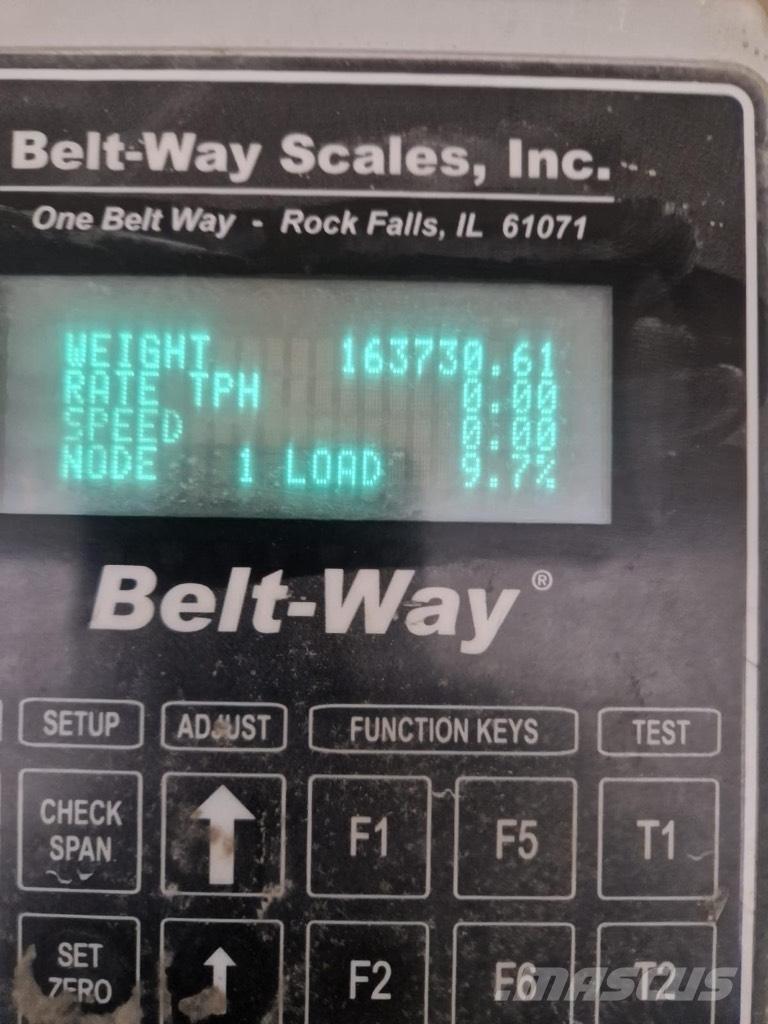 Belt-Way Scales, Inc.
One Belt Way - Rock Falls, IL 61071
WEIGHT 163730.61
RATE TPH 0.00
SPEED 0.00
NODE 1 LOAD 9.7%
Belt-Way®
SETUP ADJUST FUNCTION KEYS TEST
CHECK SPAN F1 F5 T1
SET ZERO F2 F6 T2
MASCUS